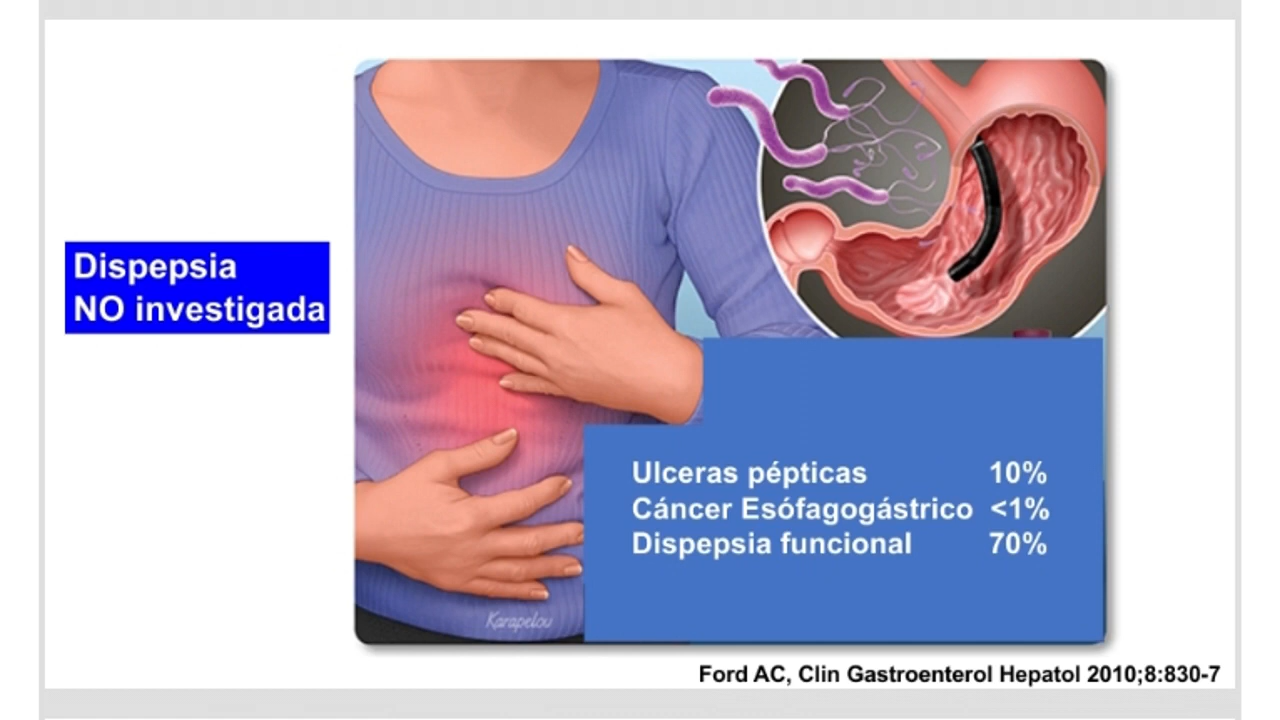 Dispepsia
NO investigada
Ulceras pépticas 10%
Cáncer Esófagogástrico <1%
Dispepsia funcional 70%
Karapelou
Ford AC, Clin Gastroenterol Hepatol 2010;8:830-7